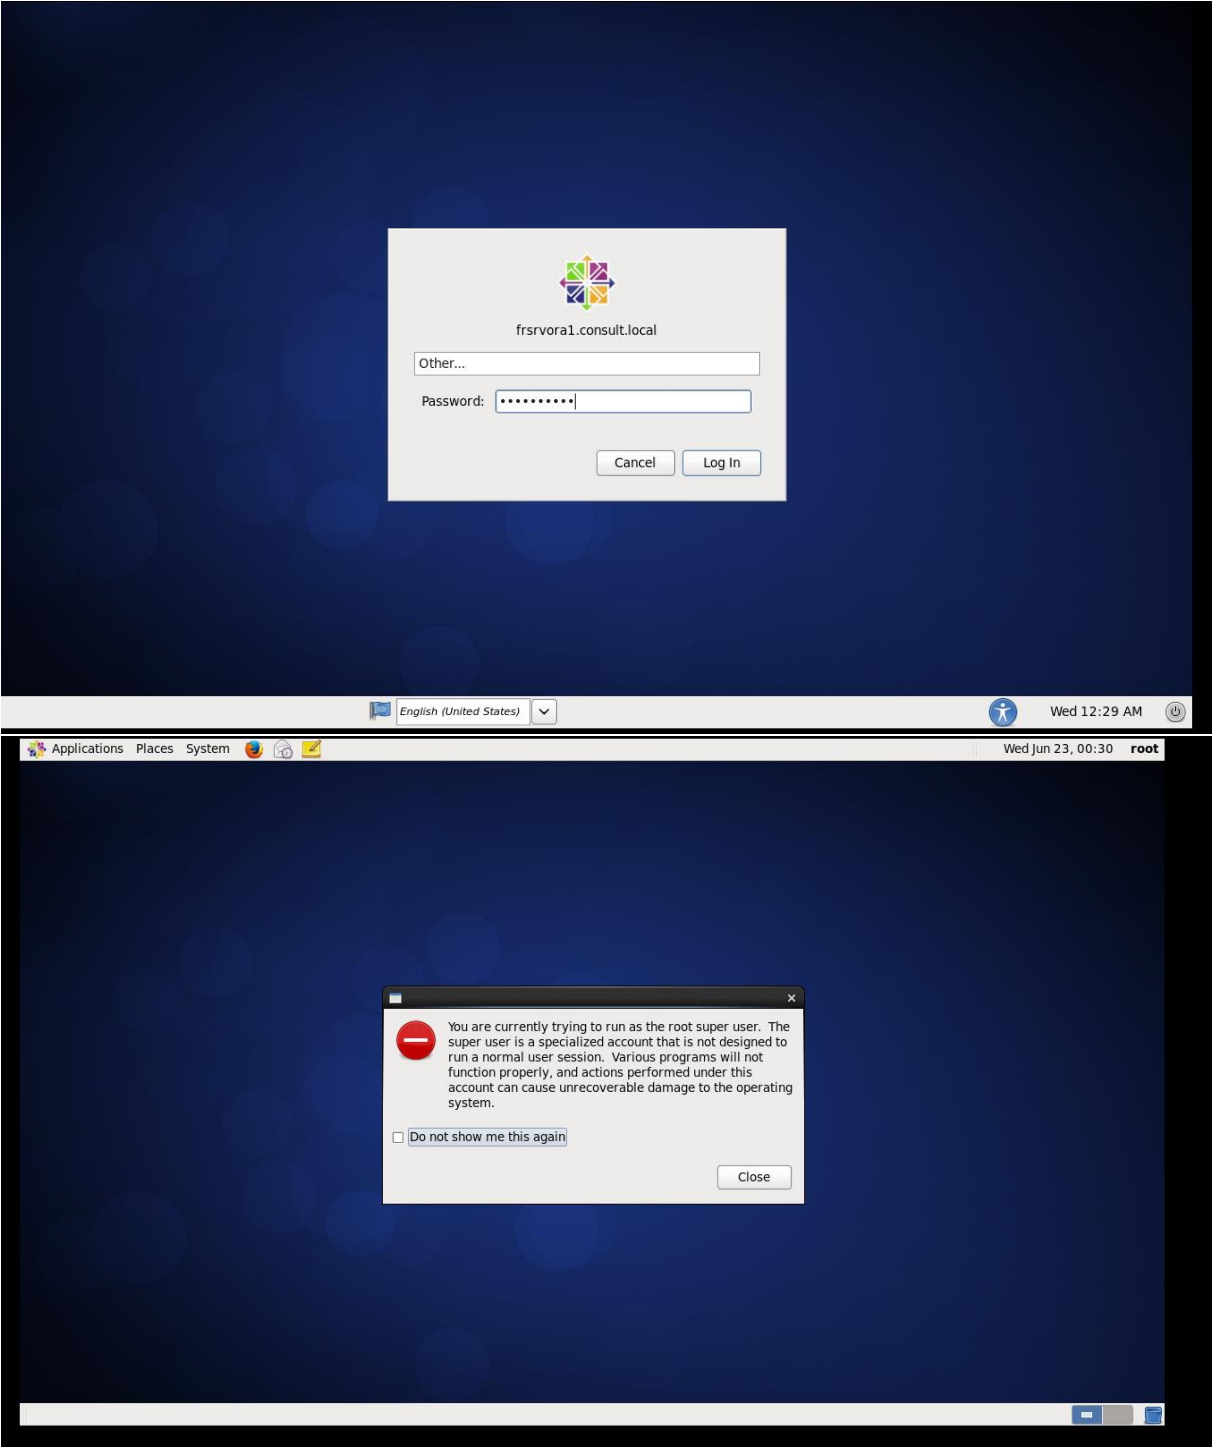 frsrvora1.consult.local
Other...
Password: ••••••••••
Cancel Log In
English (United States) Wed 12:29 AM
Applications Places System Wed Jun 23, 00:30 root
You are currently trying to run as the root super user. The
super user is a specialized account that is not designed to
run a normal user session. Various programs will not
function properly, and actions performed under this
account can cause unrecoverable damage to the operating
system.
Do not show me this again
Close